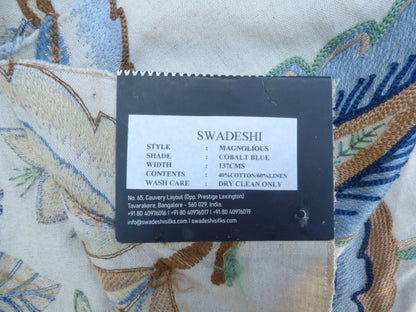 SWADESHI
STYLE : MAGNOLIOUS
SHADE : COBALT BLUE
WIDTH : 137CMS
CONTENTS : 40%COTTON/60%LINEN
WASH CARE : DRY CLEAN ONLY
No. 65, Cauvery Layout (Opp. Prestige Lexington)
Tavarakere, Bangalore - 560 029, India.
+91 80 40976016 I +91 80 40976017 I +91 80 40976019
info@swadeshisilks.com I swadeshisilks.com